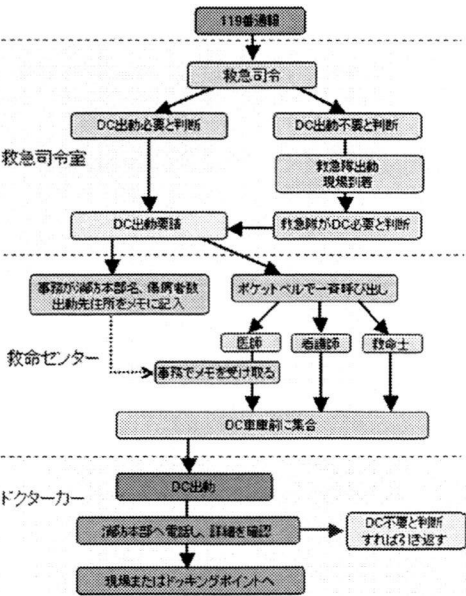 119番通報
救急司令
DC出動必要と判断
DC出動不要と判断
救急司令室
救急隊出動
現場到着
DC出動要請
救急隊がDC必要と判断
事務が消防本部名、傷病者数
出動先住所をメモに記入
ポケットベルで一斉呼び出し
医師
看護師
救命士
救命センター
事務でメモを受け取る
DC車庫前に集合
DC出動
ドクターカー
消防本部へ電話し、詳細を確認
DC不要と判断
すれば引き返す
現場またはドッキングポイントへ